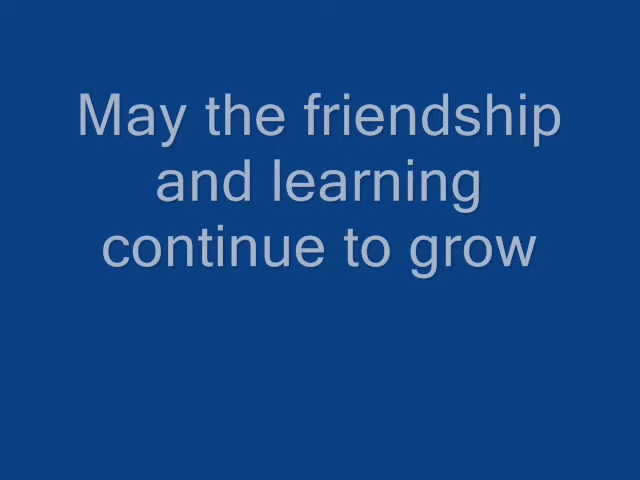 May the friendship
and learning
continue to grow